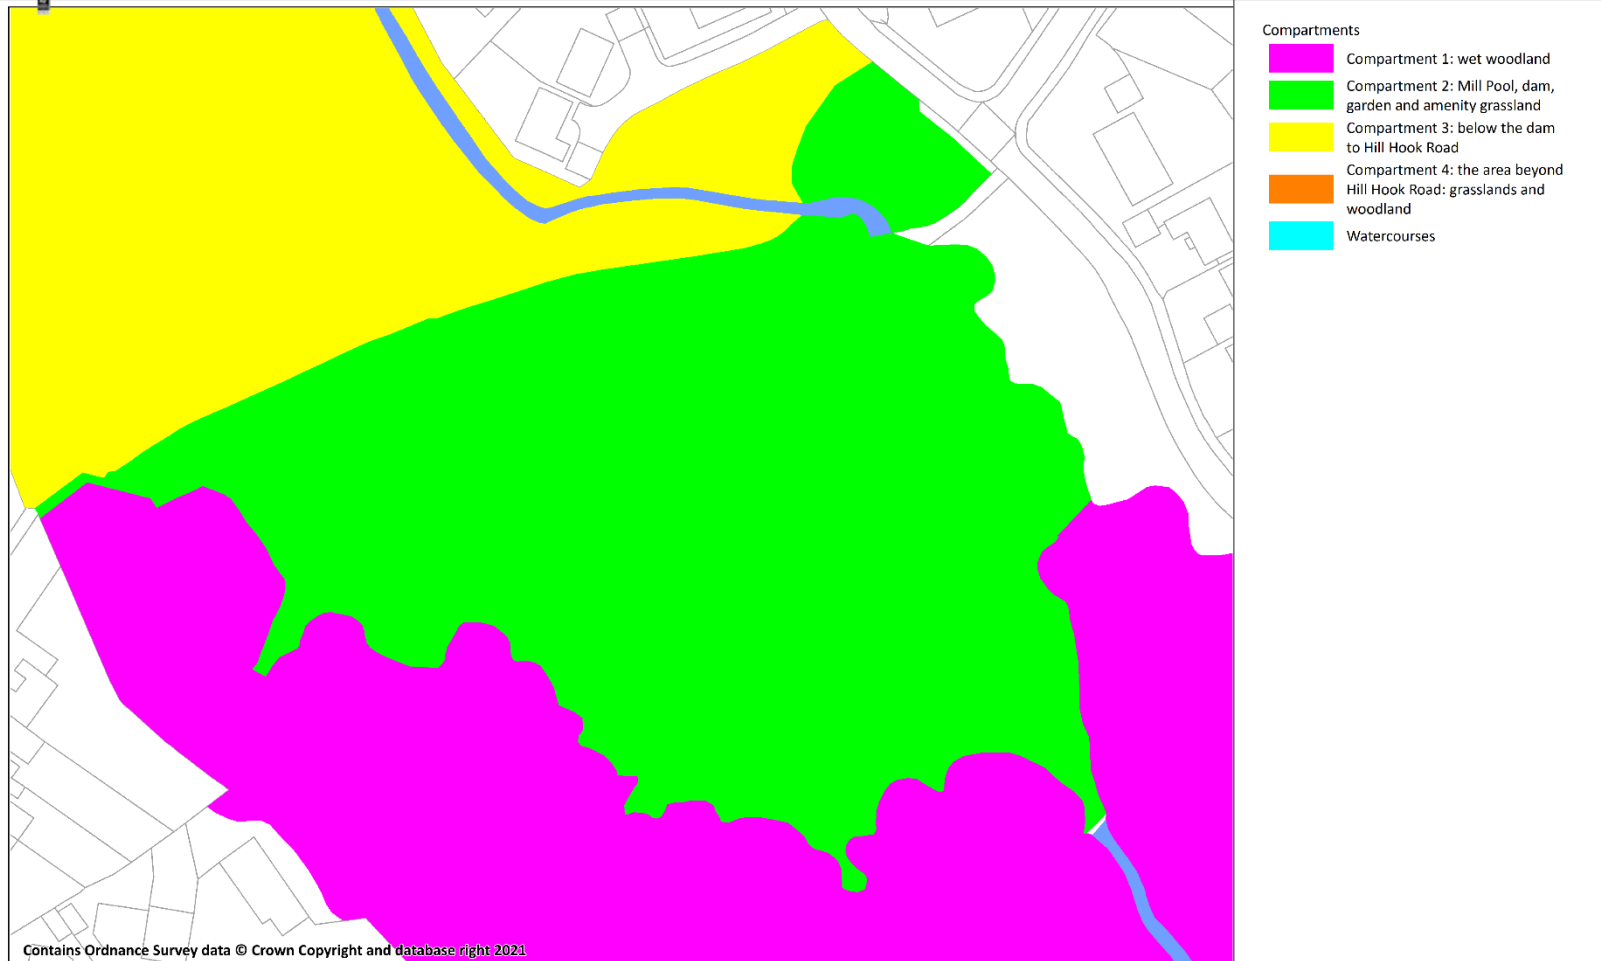 Compartments
Compartment 1: wet woodland
Compartment 2: Mill Pool, dam,
garden and amenity grassland
Compartment 3: below the dam
to Hill Hook Road
Compartment 4: the area beyond
Hill Hook Road: grasslands and
woodland
Watercourses
Contains Ordnance Survey data © Crown Copyright and database right 2021